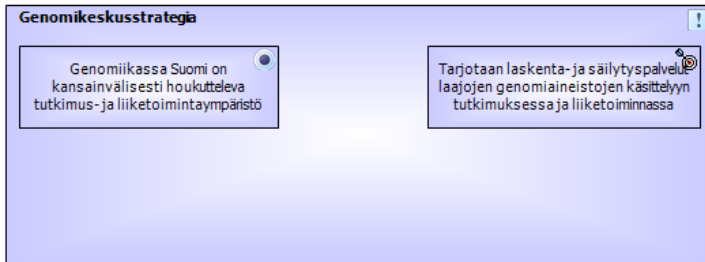 Genomikeskusstrategia
!
Genomiikassa Suomi on
kansainvälisesti houkutteleva
tutkimus- ja liiketoimintaympäristö
Tarjotaan laskenta- ja säilytyspalvelut
laajojen genomiaineistojen käsittelyyn
tutkimuksessa ja liiketoiminnassa